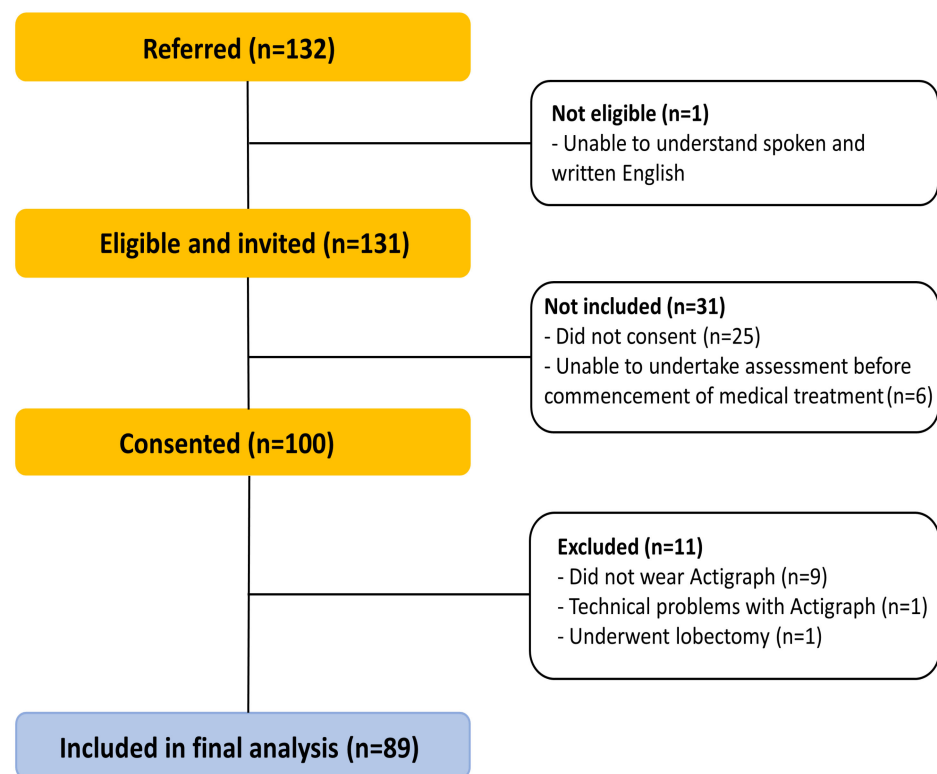 Referred (n=132)
Not eligible (n=1)
- Unable to understand spoken and
written English
Eligible and invited (n=131)
Not included (n=31)
- Did not consent (n=25)
- Unable to undertake assessment before
commencement of medical treatment (n=6)
Consented (n=100)
Excluded (n=11)
- Did not wear Actigraph (n=9)
- Technical problems with Actigraph (n=1)
- Underwent lobectomy (n=1)
Included in final analysis (n=89)